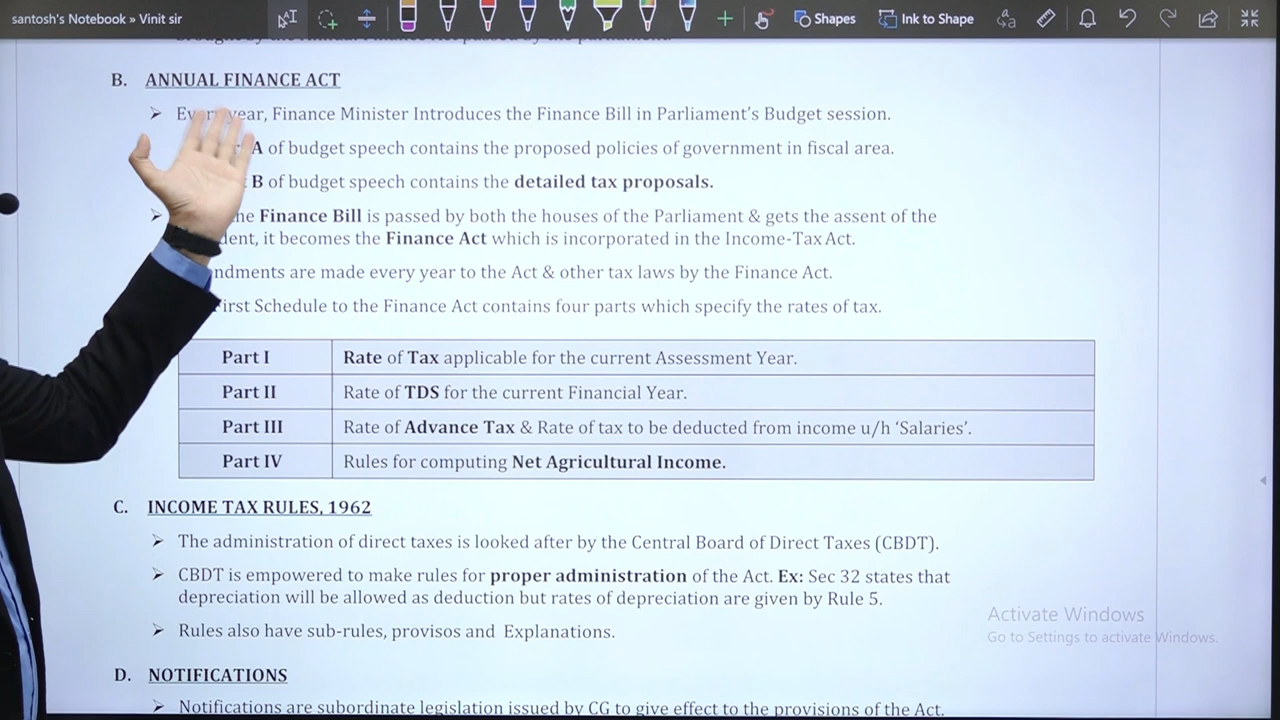 santosh's Notebook » Vinit sir
Shapes
Ink to Shape
B. ANNUAL FINANCE ACT
➢ Every year, Finance Minister Introduces the Finance Bill in Parliament's Budget session.
A of budget speech contains the proposed policies of government in fiscal area.
B of budget speech contains the detailed tax proposals.
➢ Finance Bill is passed by both the houses of the Parliament & gets the assent of the
it becomes the Finance Act which is incorporated in the Income-Tax Act.
are made every year to the Act & other tax laws by the Finance Act.
First Schedule to the Finance Act contains four parts which specify the rates of tax.
Part I Rate of Tax applicable for the current Assessment Year.
Part II Rate of TDS for the current Financial Year.
Part III Rate of Advance Tax & Rate of tax to be deducted from income u/h 'Salaries'.
Part IV Rules for computing Net Agricultural Income.
C. INCOME TAX RULES, 1962
➢ The administration of direct taxes is looked after by the Central Board of Direct Taxes (CBDT).
➢ CBDT is empowered to make rules for proper administration of the Act. Ex: Sec 32 states that
depreciation will be allowed as deduction but rates of depreciation are given by Rule 5.
➢ Rules also have sub-rules, provisos and Explanations.
Activate Windows
Go to Settings to activate Windows.
D. NOTIFICATIONS
➢ Notifications are subordinate legislation issued by CG to give effect to the provisions of the Act.